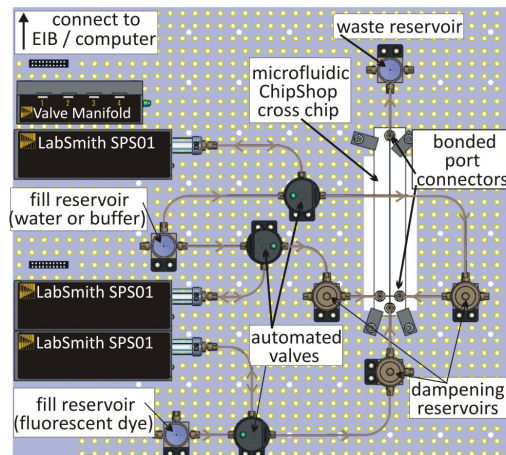 connect to
EIB / computer
waste reservoir
microfluidic
ChipShop
cross chip
1 2 3 4
Valve Manifold
LabSmith SPS01
bonded
port
connectors
fill reservoir
(water or buffer)
LabSmith SPS01
LabSmith SPS01
automated
valves
dampening
reservoirs
fill reservoir
(fluorescent dye)